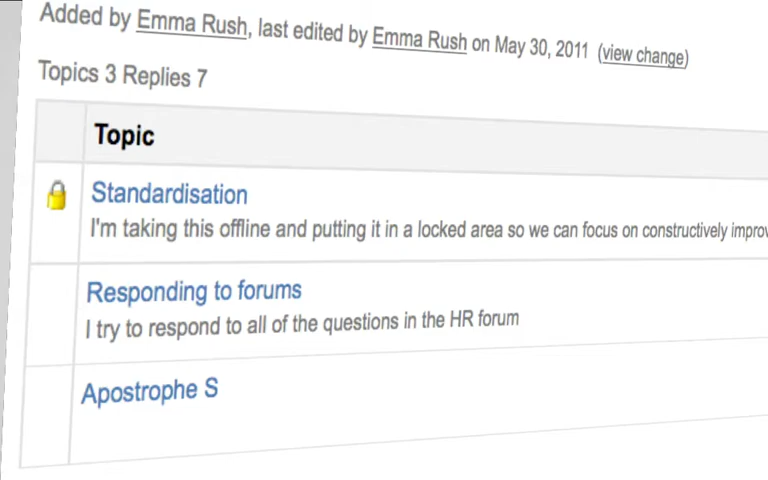 Added by Emma Rush, last edited by Emma Rush on May 30, 2011 (view change)
Topics 3 Replies 7
Topic
Standardisation
I'm taking this offline and putting it in a locked area so we can focus on constructively
Responding to forums
I try to respond to all of the questions in the HR forum
Apostrophe S